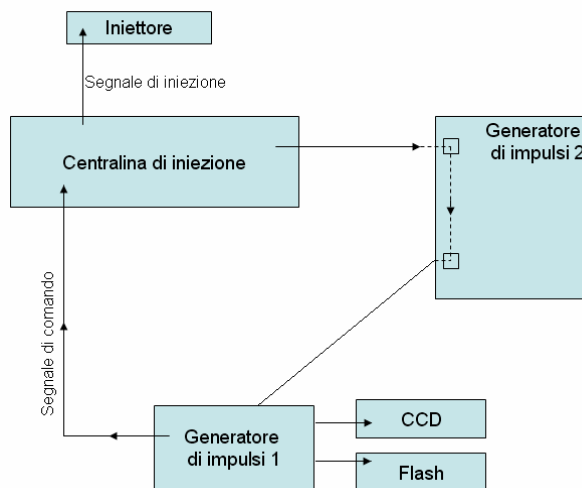 Iniettore
Segnale di iniezione
Centralina di iniezione
Generatore
di impulsi 2
Segnale di comando
Generatore
di impulsi 1
CCD
Flash